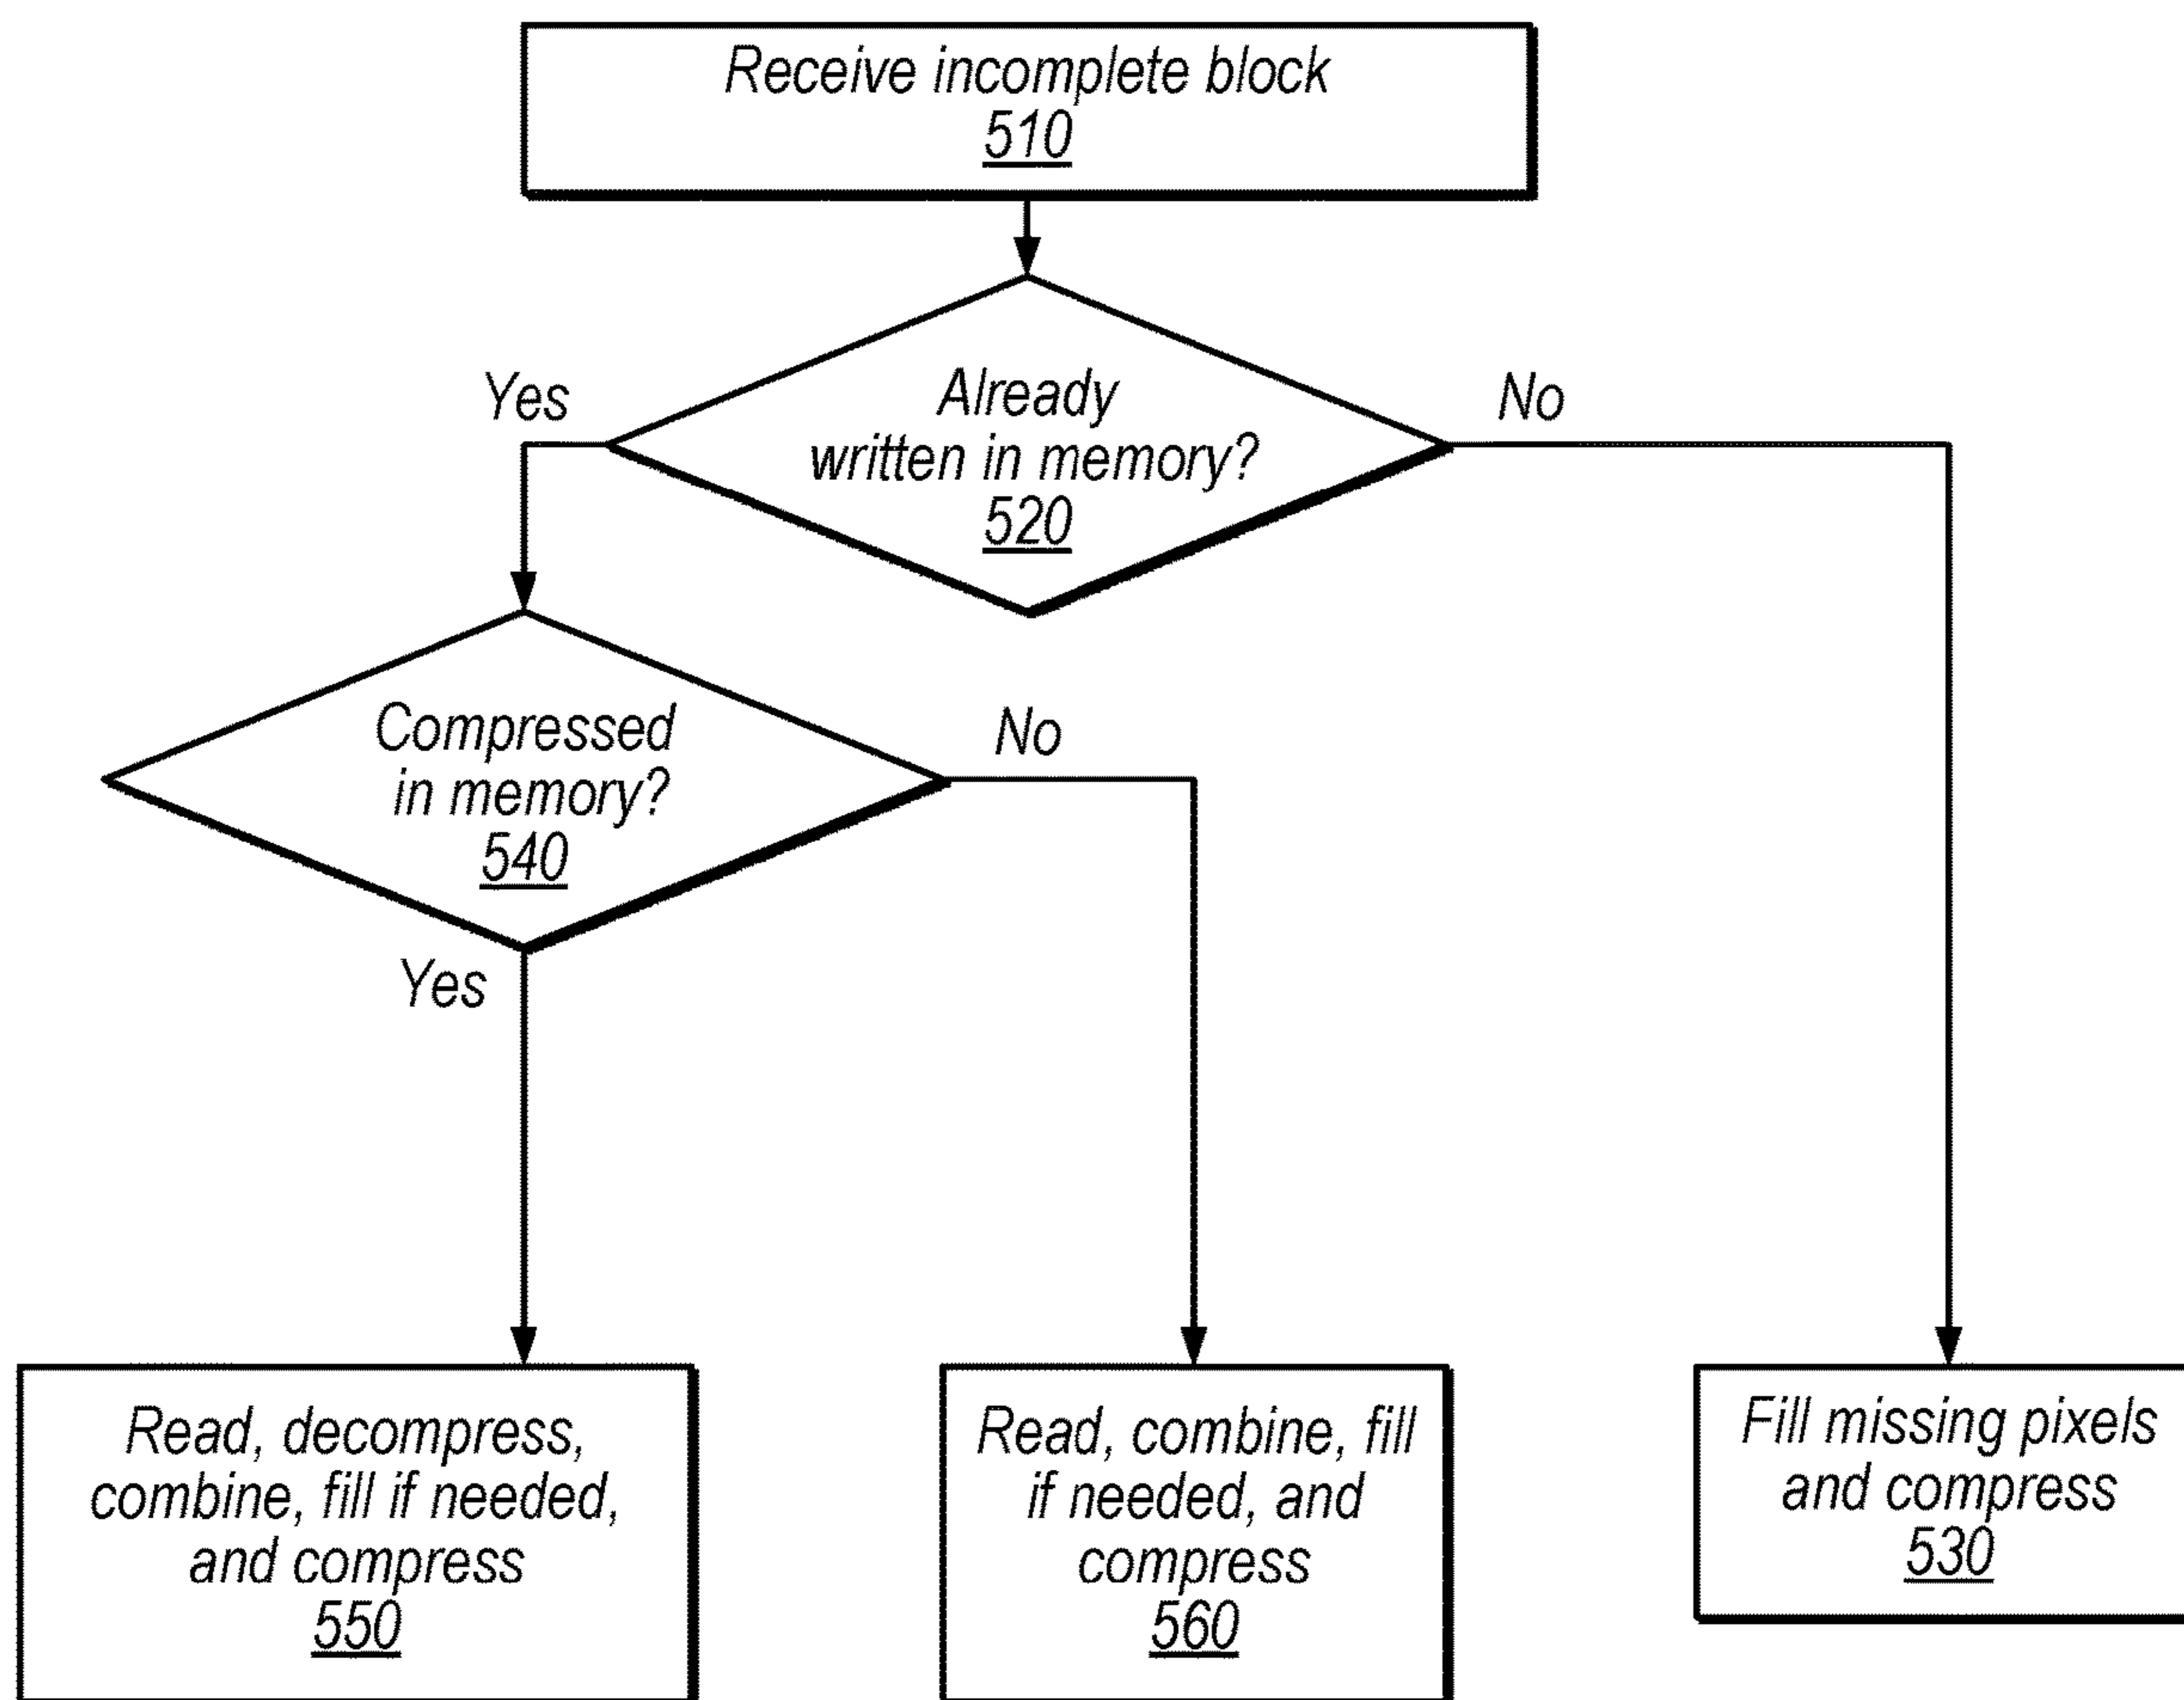 Receive incomplete block
510
Already
written in memory?
520
Yes
No
Compressed
in memory?
540
No
Yes
Read, decompress,
combine, fill if needed,
and compress
550
Read, combine, fill
if needed, and
compress
560
Fill missing pixels
and compress
530